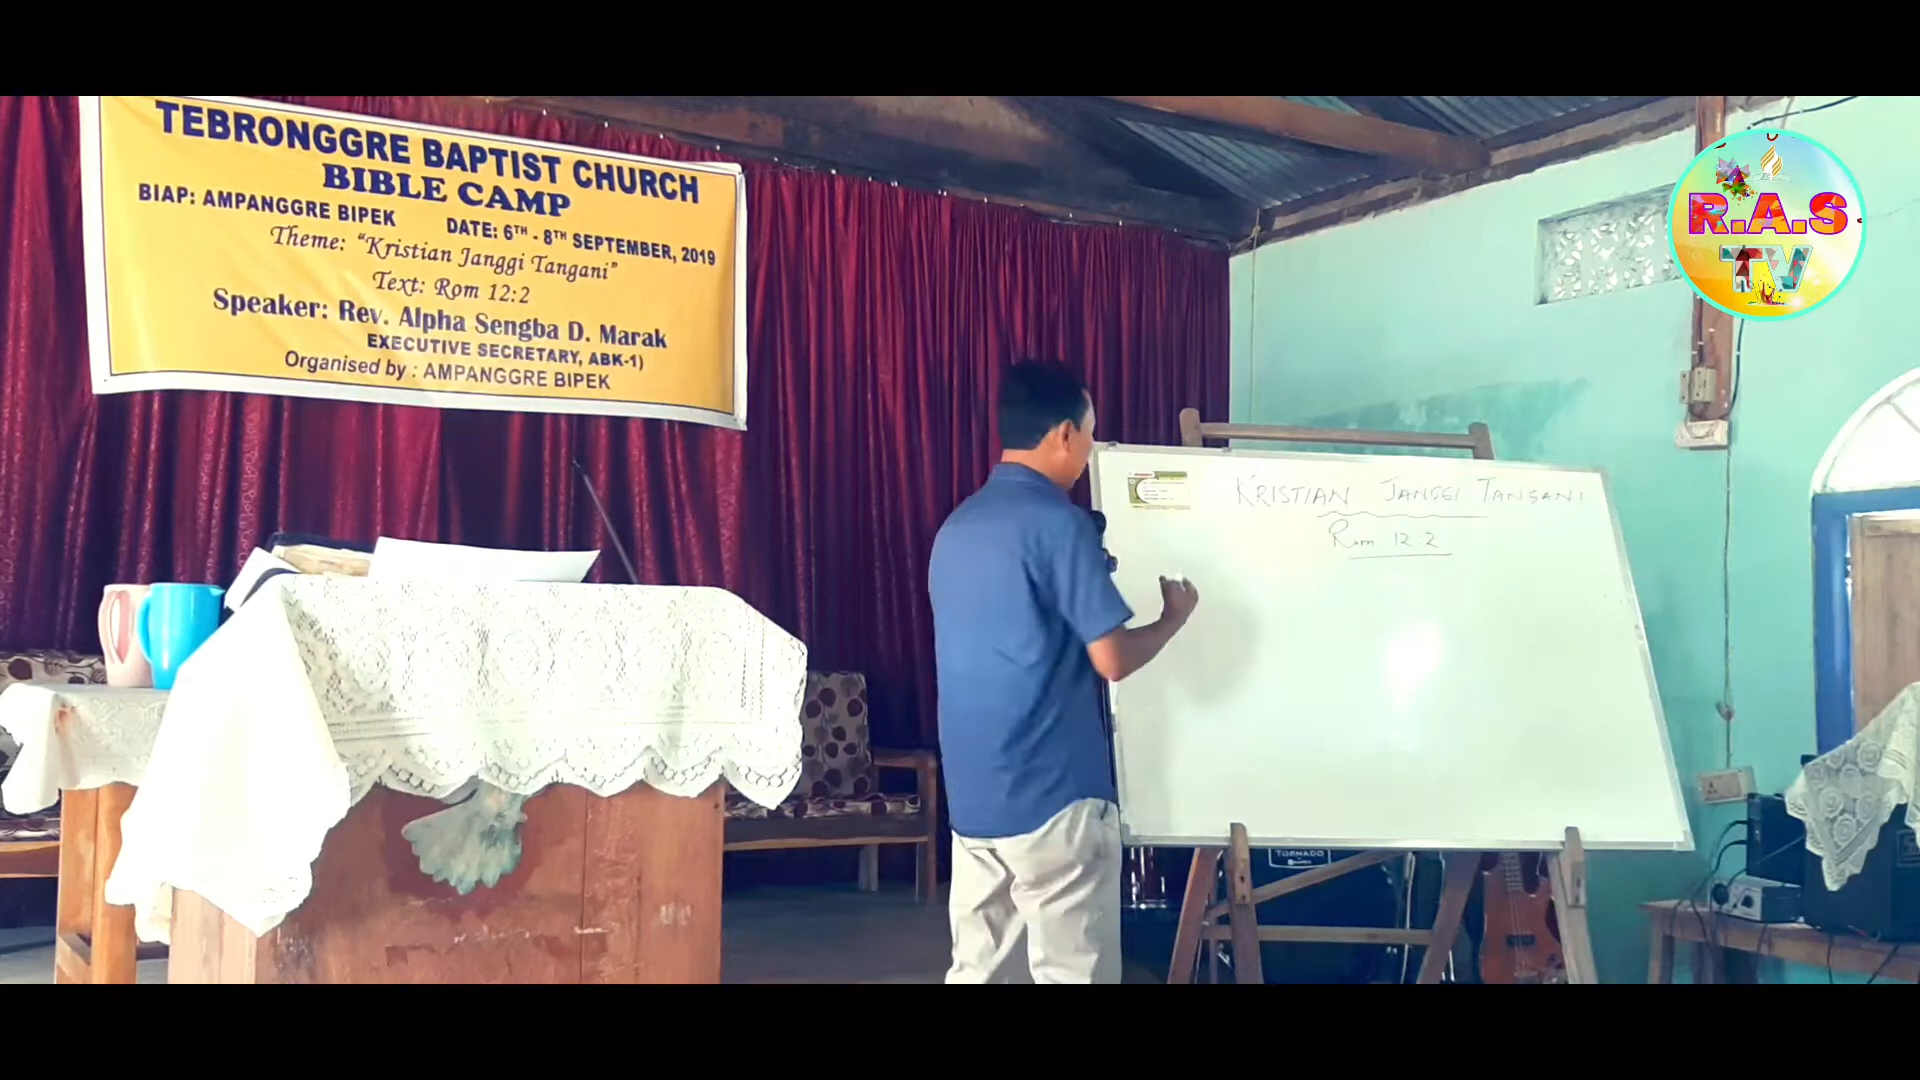 TEBRONGGRE BAPTIST CHURCH
BIBLE CAMP
BIAP: AMPANGGRE BIPEK DATE: 6TH - 8TH SEPTEMBER, 2019
Theme: "Kristian Janggi Tangani"
Text: Rom 12:2
Speaker: Rev. Alpha Sengba D. Marak
EXECUTIVE SECRETARY, ABK-1)
Organised by : AMPANGGRE BIPEK
R.A.S
TV
KRISTIAN JANGGI TANGANI
Rom 12.2
TORNADO